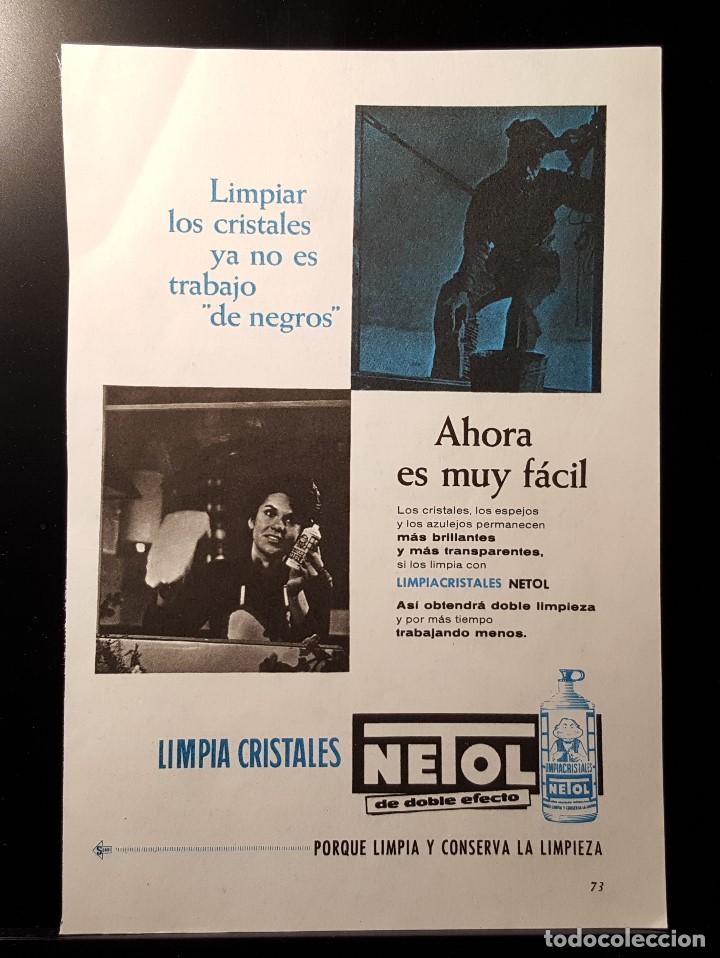 Limpiar
los cristales
ya no es
trabajo
"de negros"
Ahora
es muy fácil
Los cristales, los espejos
y los azulejos permanecen
más brillantes
y más transparentes,
si los limpia con
LIMPIACRISTALES NETOL
Así obtendrá doble limpieza
y por más tiempo
trabajando menos.
LIMPIA CRISTALES
NETOL
de doble efecto
LIMPIACRISTALES
NETOL
PORQUE LIMPIA Y CONSERVA LA LIMPIEZA
73
todocoleccion
todocoleccion.net